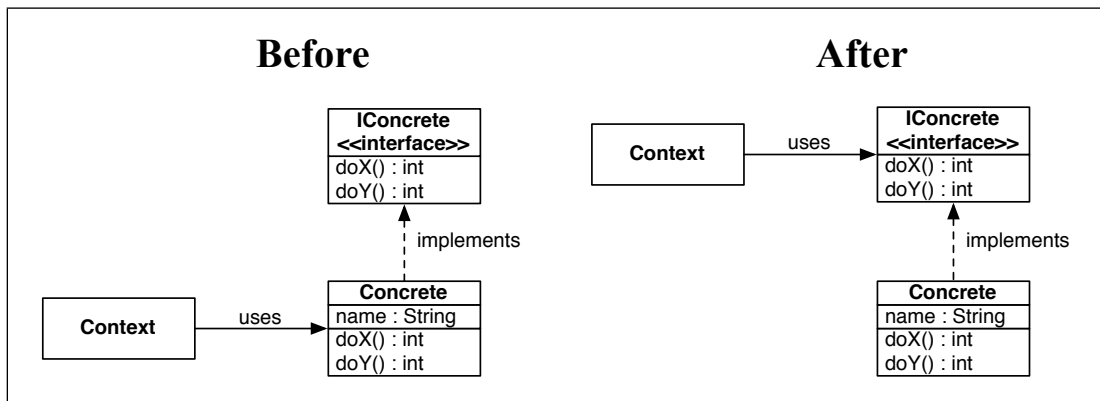 Before
IConcrete
<<interface>>
doX() : int
doY() : int
implements
Context
uses
Concrete
name : String
doX() : int
doY() : int
After
Context
uses
IConcrete
<<interface>>
doX() : int
doY() : int
implements
Concrete
name : String
doX() : int
doY() : int